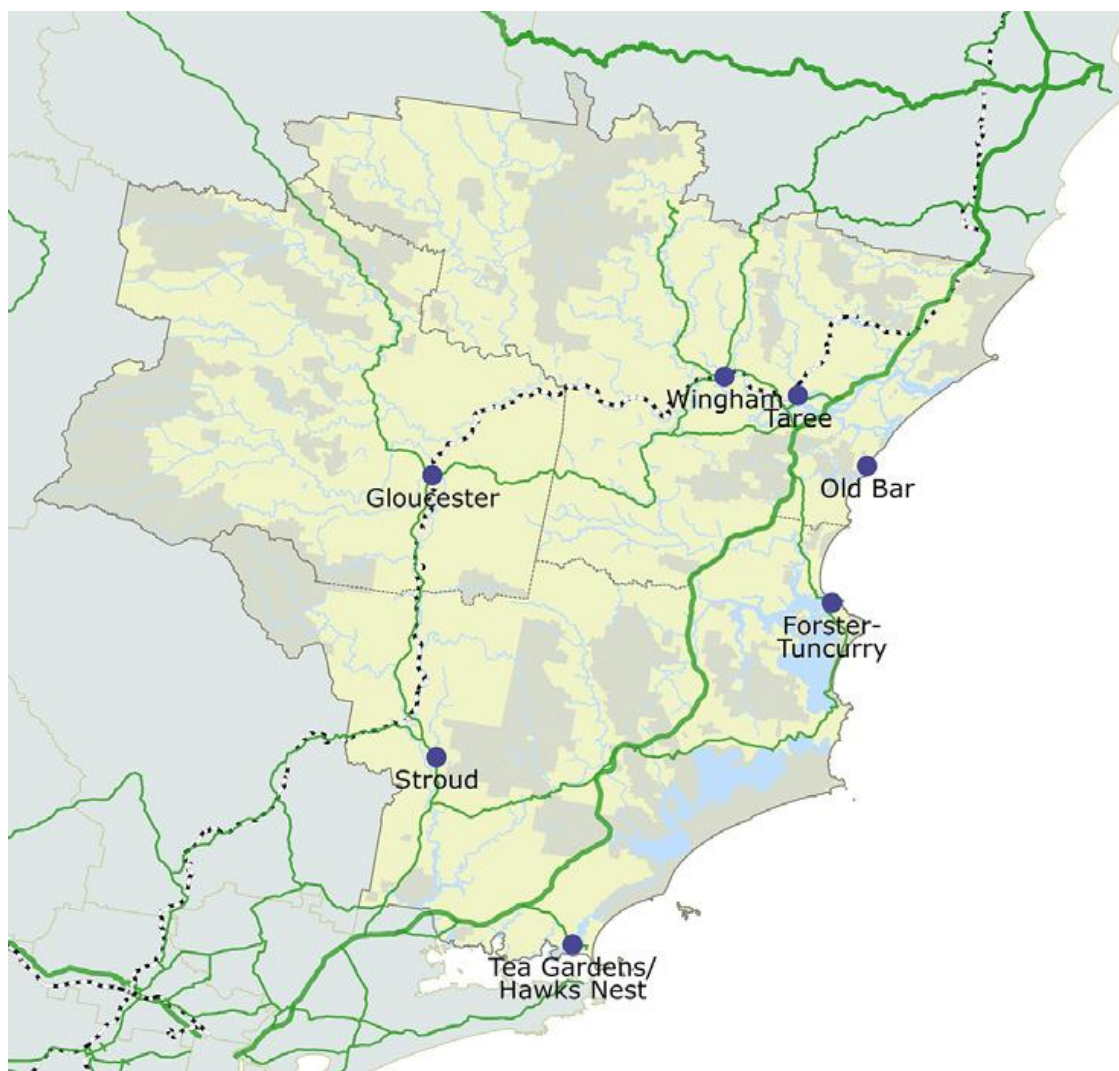 Wingham
Taree
Old Bar
Gloucester
Forster-
Tuncurry
Stroud
Tea Gardens/
Hawks Nest